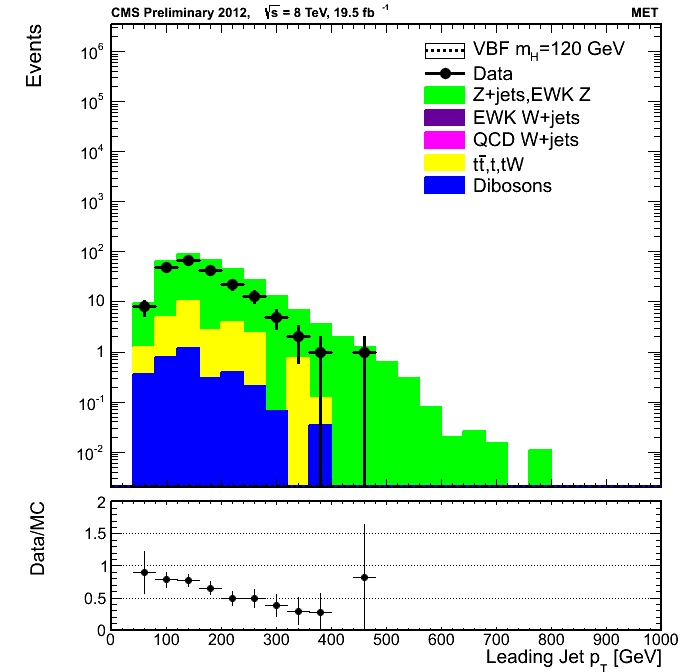 CMS Preliminary 2012, √s = 8 TeV, 19.5 fb⁻¹ MET
Events
10⁶
10⁵
10⁴
10³
10²
10
1
10⁻¹
10⁻²
VBF m_H=120 GeV
Data
Z+jets,EWK Z
EWK W+jets
QCD W+jets
tt̅,t,tW
Dibosons
Data/MC
2
1.5
1
0.5
0
0 100 200 300 400 500 600 700 800 900 1000
Leading Jet p_T [GeV]